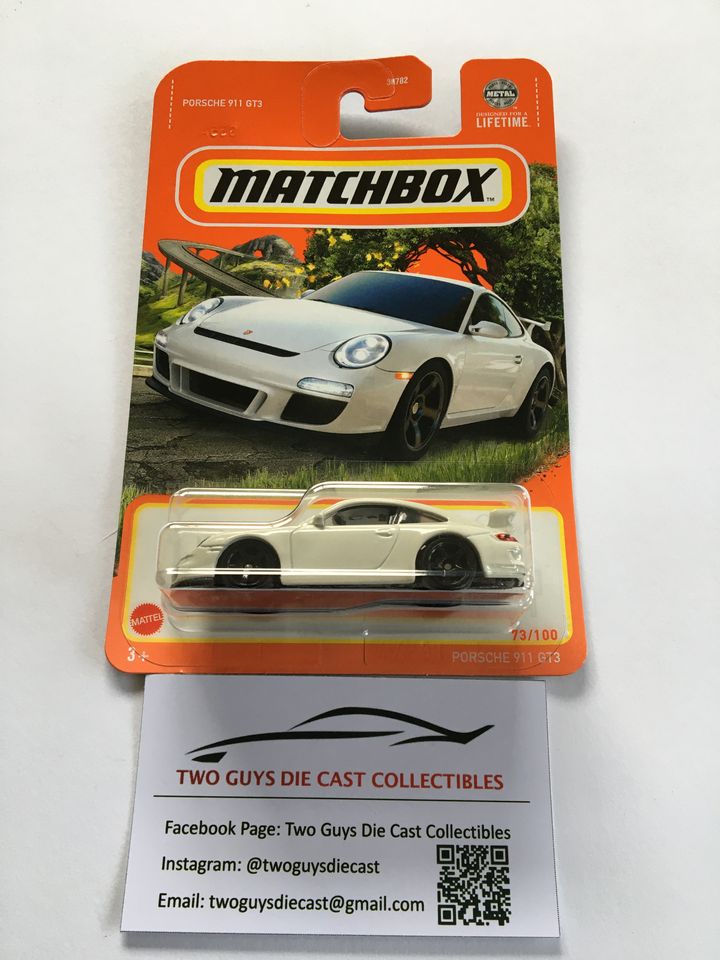 PORSCHE 911 GT3
METAL
DESIGNED FOR A
LIFETIME
MATCHBOX™
MATTEL
3+
73/100
PORSCHE 911 GT3
TWO GUYS DIE CAST COLLECTIBLES
Facebook Page: Two Guys Die Cast Collectibles
Instagram: @twoguysdiecast
Email: twoguysdiecast@gmail.com